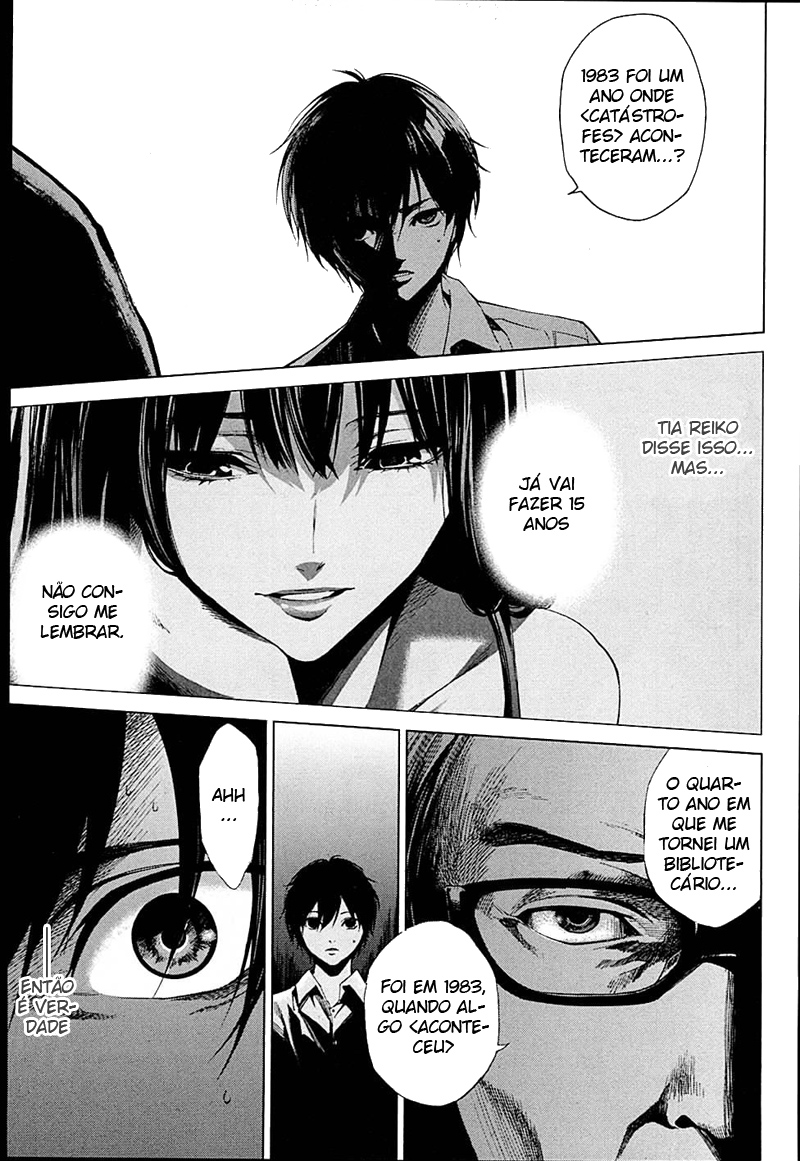 1983 FOI UM
ANO ONDE
<CATÁSTRO-
FES> ACON-
TECERAM...?
TIA REIKO
DISSE ISSO...
MAS...
JÁ VAI
FAZER 15
ANOS
NÃO CON-
SIGO ME
LEMBRAR.
O QUAR-
TO ANO EM
QUE ME
TORNEI UM
BIBLIOTE-
CÁRIO...
FOI EM 1983,
QUANDO AL-
GO <ACONTE-
CEU>
AHH
...
ENTÃO
É VER-
DADE